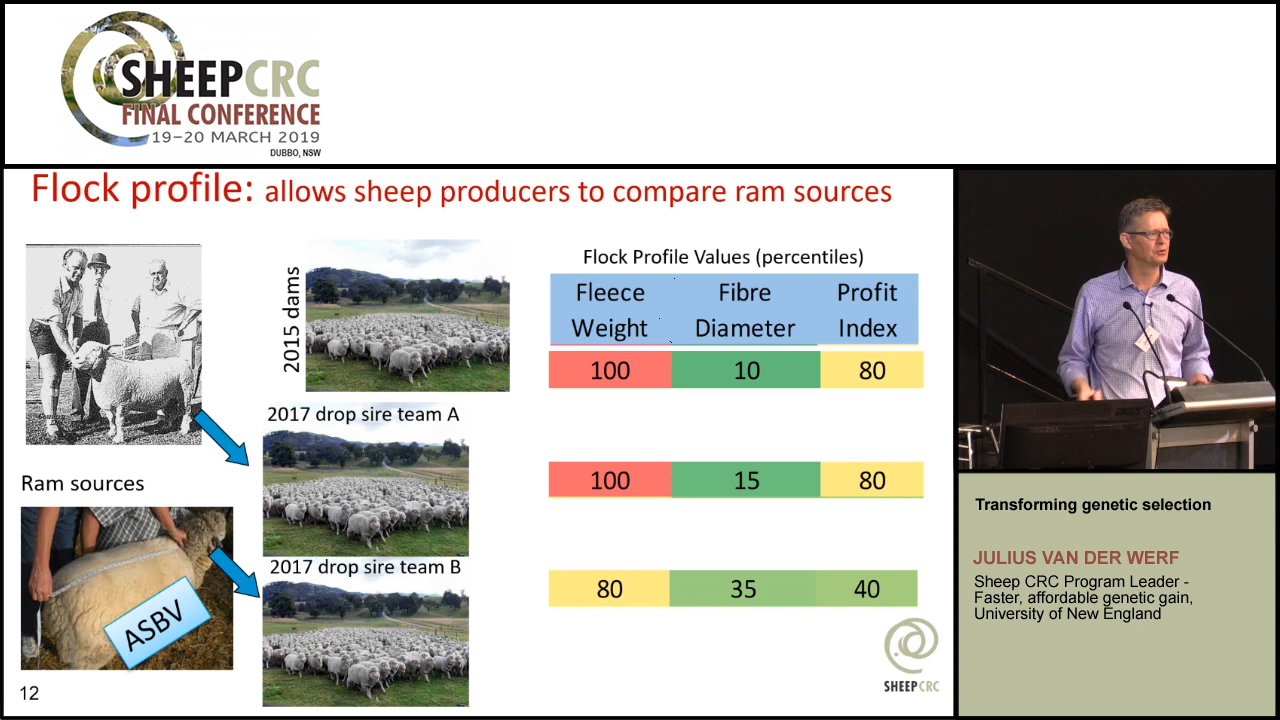 SHEEPCRC
FINAL CONFERENCE
19–20 MARCH 2019
DUBBO, NSW
Flock profile: allows sheep producers to compare ram sources
2015 dams
Flock Profile Values (percentiles)
Fleece Weight
Fibre Diameter
Profit Index
100 10 80
2017 drop sire team A
100 15 80
Ram sources
ASBV
2017 drop sire team B
80 35 40
SHEEPCRC
12
Transforming genetic selection
JULIUS VAN DER WERF
Sheep CRC Program Leader -
Faster, affordable genetic gain,
University of New England